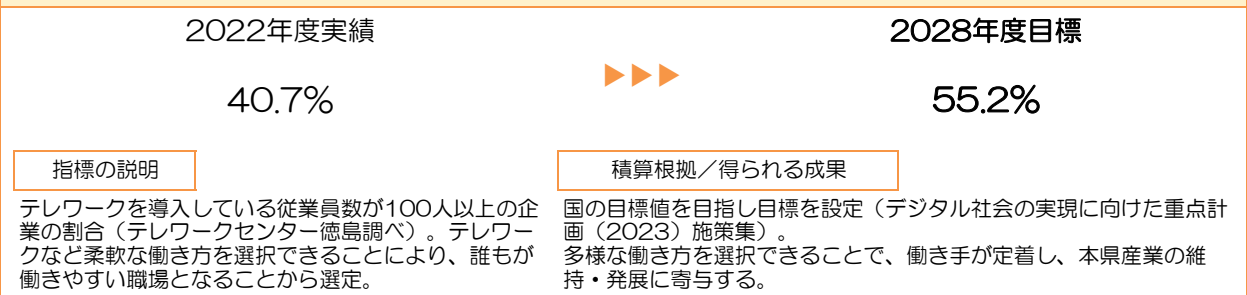 2022年度実績
2028年度目標
▶▶▶
40.7%
55.2%
指標の説明
積算根拠／得られる成果
テレワークを導入している従業員数が100人以上の企
業の割合（テレワークセンター徳島調べ）。テレワー
クなど柔軟な働き方を選択できることにより、誰もが
働きやすい職場となることから選定。
国の目標値を目指し目標を設定（デジタル社会の実現に向けた重点計
画（2023）施策集）。
多様な働き方を選択できることで、働き手が定着し、本県産業の維
持・発展に寄与する。